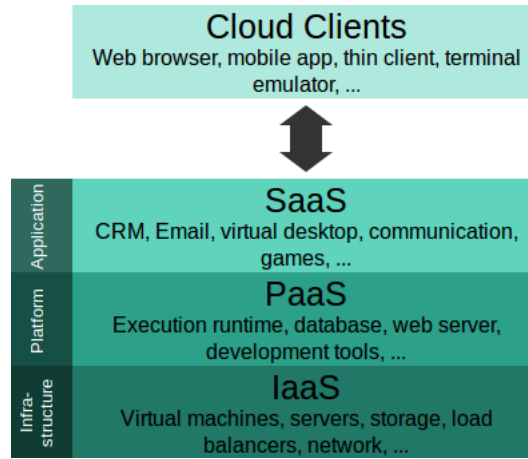 Cloud Clients
Web browser, mobile app, thin client, terminal
emulator, ...
Application
SaaS
CRM, Email, virtual desktop, communication,
games, ...
Platform
PaaS
Execution runtime, database, web server,
development tools, ...
Infra-
structure
IaaS
Virtual machines, servers, storage, load
balancers, network, ...